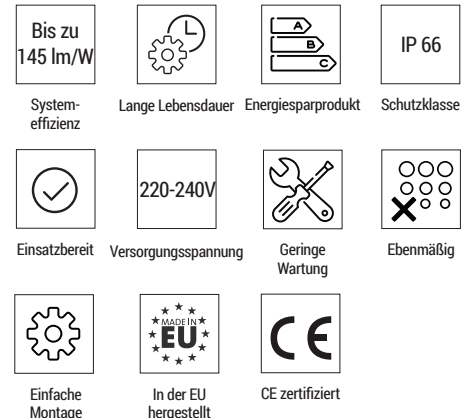 Bis zu
145 lm/W
System-
effizienz
Lange Lebensdauer
A
B
C
Energiesparprodukt
IP 66
Schutzklasse
Einsatzbereit
220-240V
Versorgungsspannung
Geringe
Wartung
Ebenmäßig
Einfache
Montage
MADE IN
EU
In der EU
hergestellt
CE
CE zertifiziert